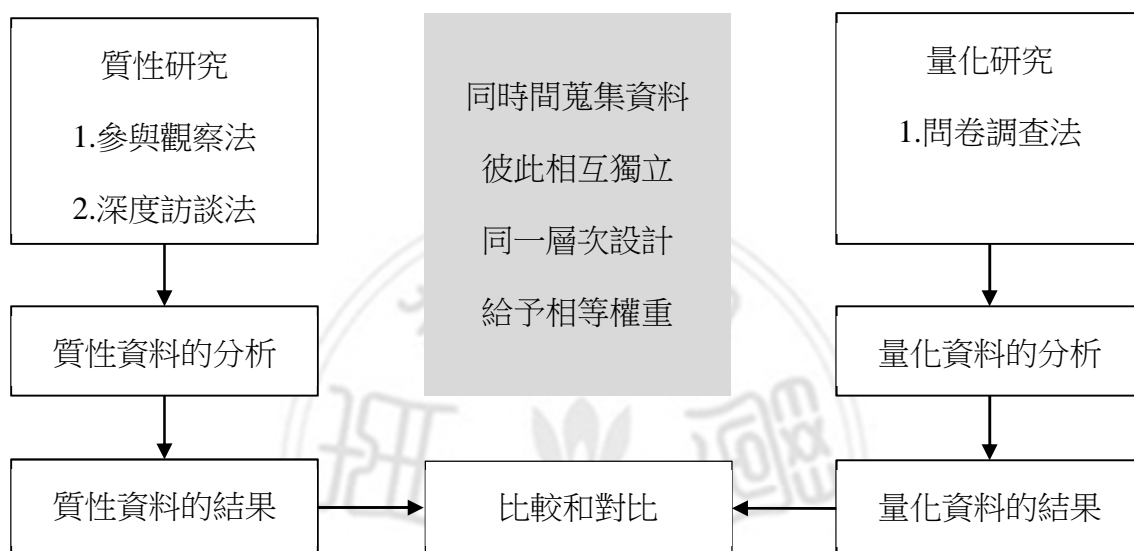 質性研究
1.參與觀察法
2.深度訪談法
同時間蒐集資料
彼此相互獨立
同一層次設計
給予相等權重
量化研究
1.問卷調查法
質性資料的分析
量化資料的分析
質性資料的結果
比較和對比
量化資料的結果